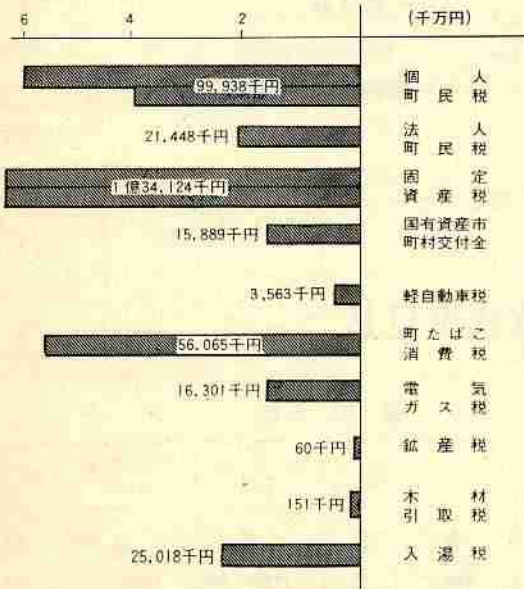 6 4 2 (千万円)
99,938千円 個人
町民税
21,448千円 法人
町民税
1億34,124千円 固定
資産税
15,889千円 国有資産市
町村交付金
3,563千円 軽自動車税
56,065千円 町たばこ
消費税
16,301千円 電気
ガス税
60千円 鉱産税
151千円 木材
引取税
25,018千円 入湯税